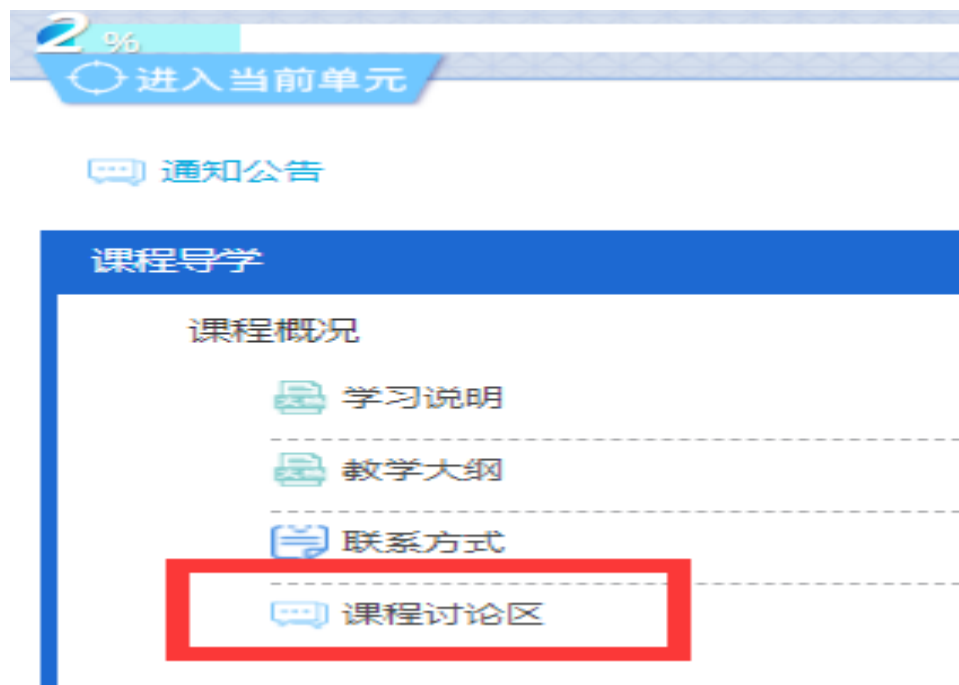 2 %
进入当前单元
通知公告
课程导学
课程概况
学习说明
教学大纲
联系方式
课程讨论区